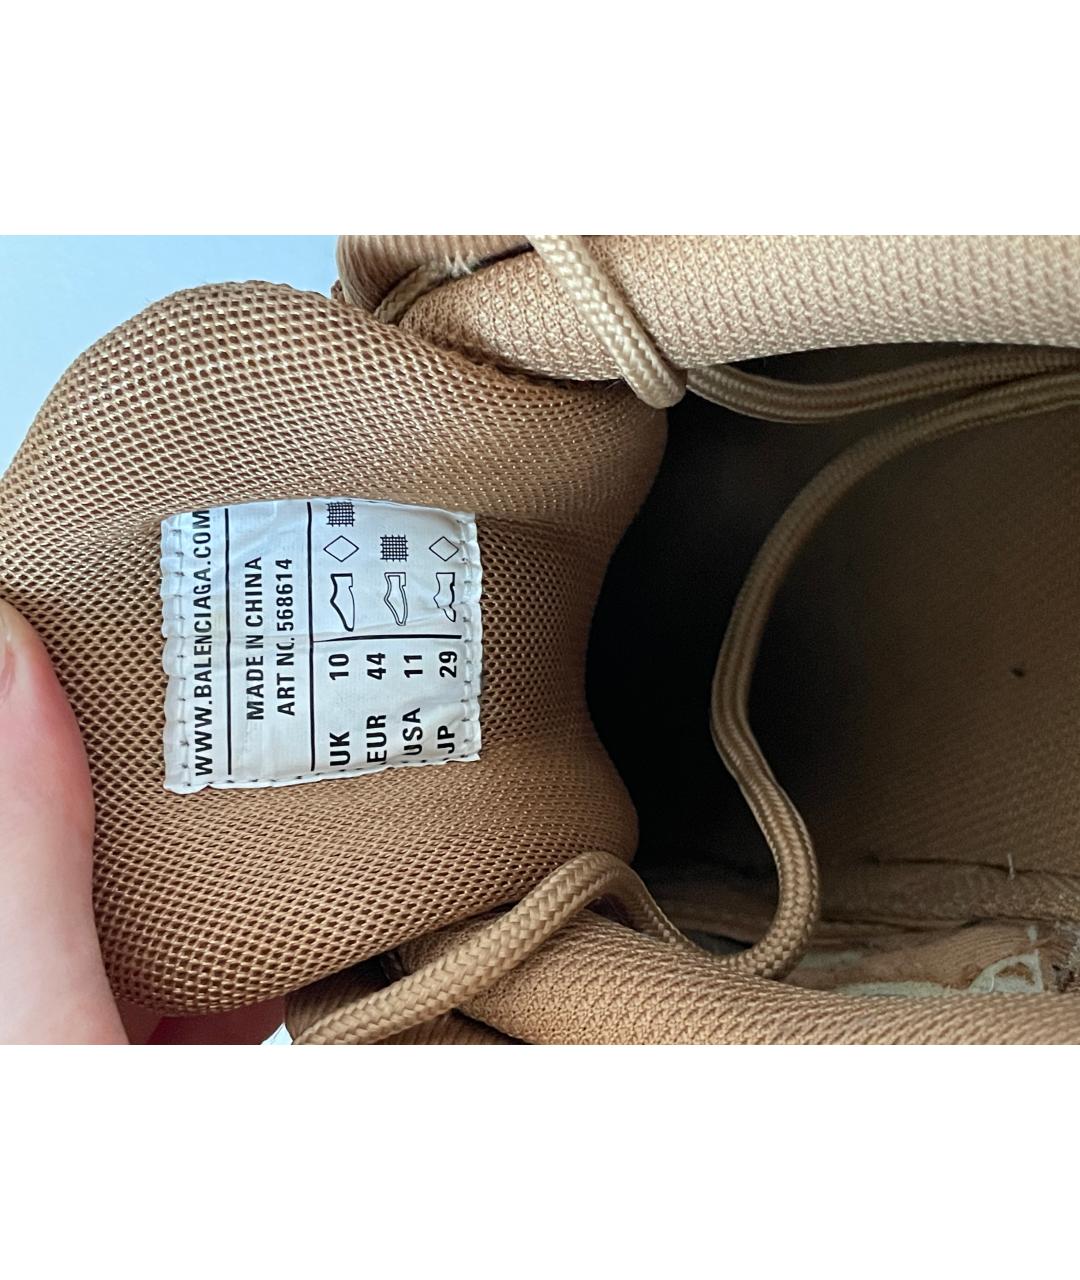 WWW.BALENCIAGA.COM
MADE IN CHINA
ART NO. 568614
UK 10
EUR 44
USA 11
JP 29